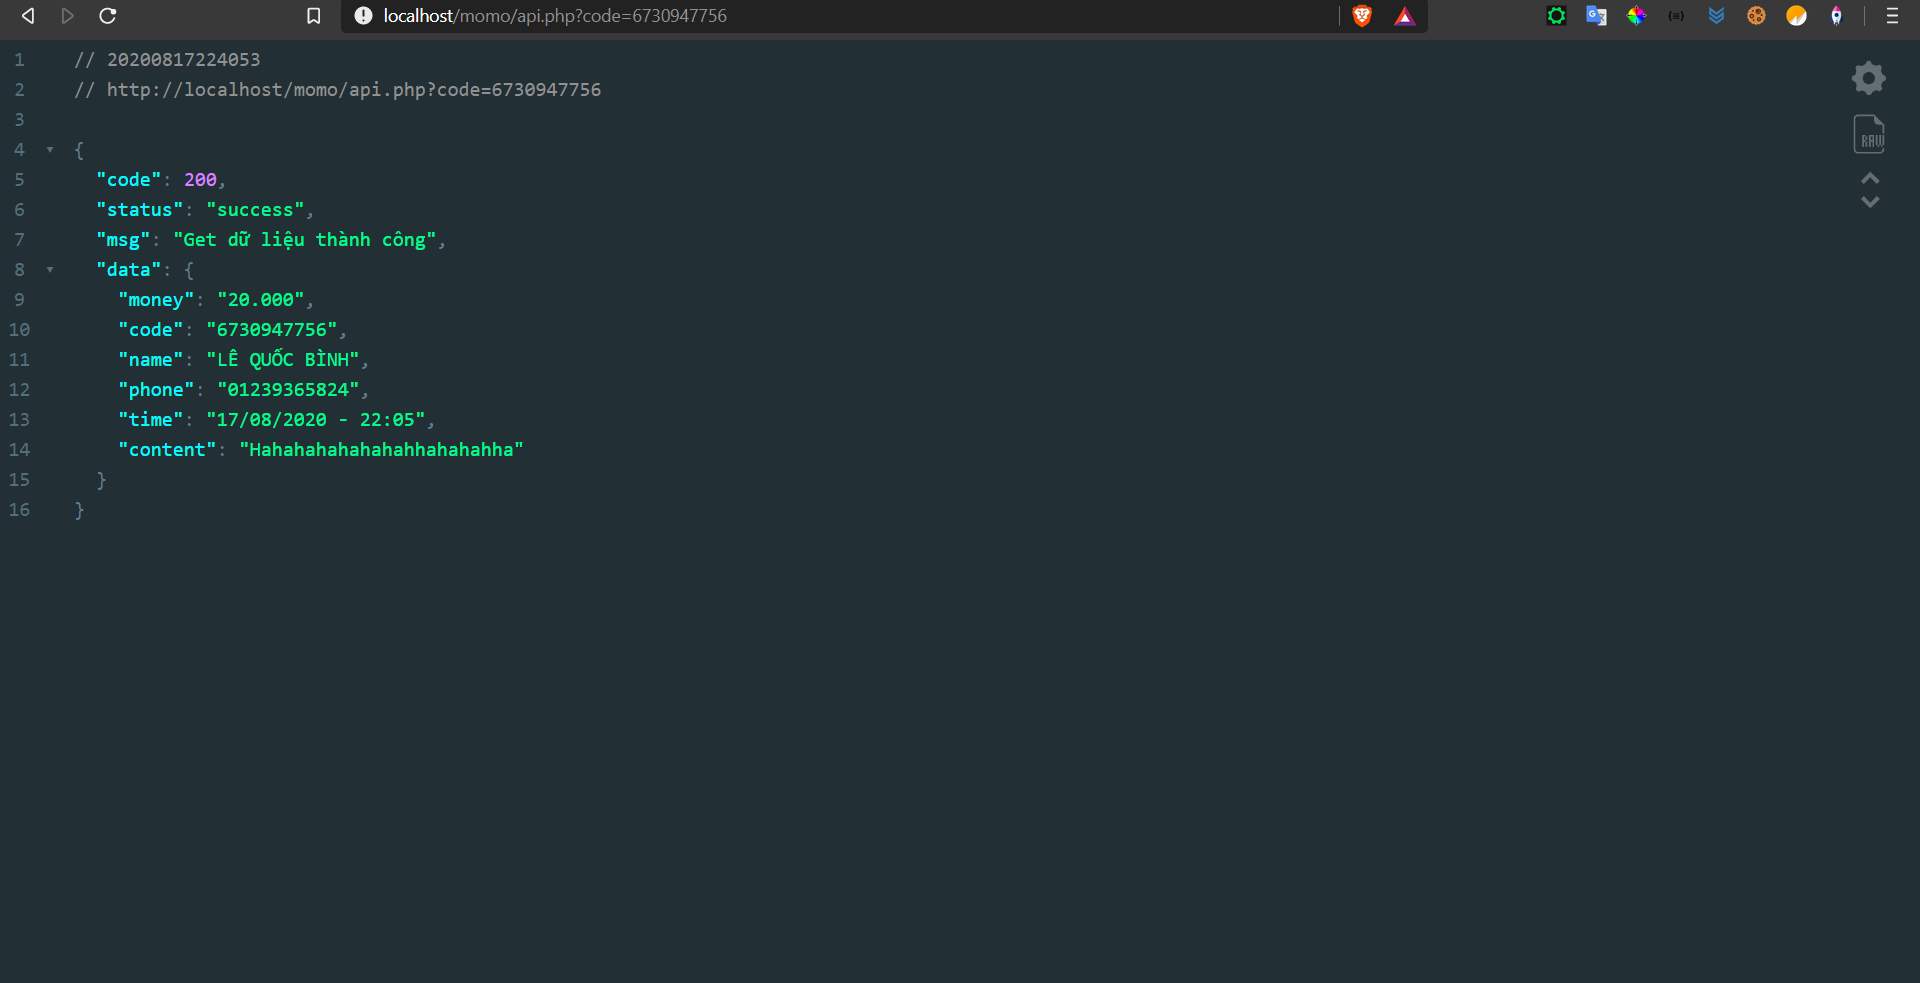 localhost/momo/api.php?code=6730947756
1 // 20200817224053
2 // http://localhost/momo/api.php?code=6730947756
3
4 {
5 "code": 200,
6 "status": "success",
7 "msg": "Get dữ liệu thành công",
8 "data": {
9 "money": "20.000",
10 "code": "6730947756",
11 "name": "LÊ QUỐC BÌNH",
12 "phone": "01239365824",
13 "time": "17/08/2020 - 22:05",
14 "content": "Hahahahahahahahhahahahha"
15 }
16 }
RAW